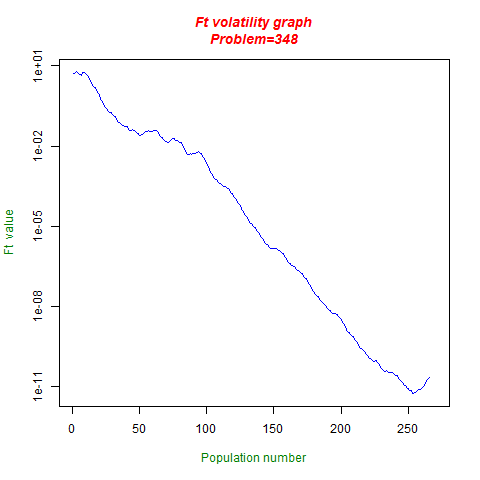 Ft volatility graph
Problem=348
1e+01
1e-02
1e-05
1e-08
1e-11
Ft value
0 50 100 150 200 250
Population number